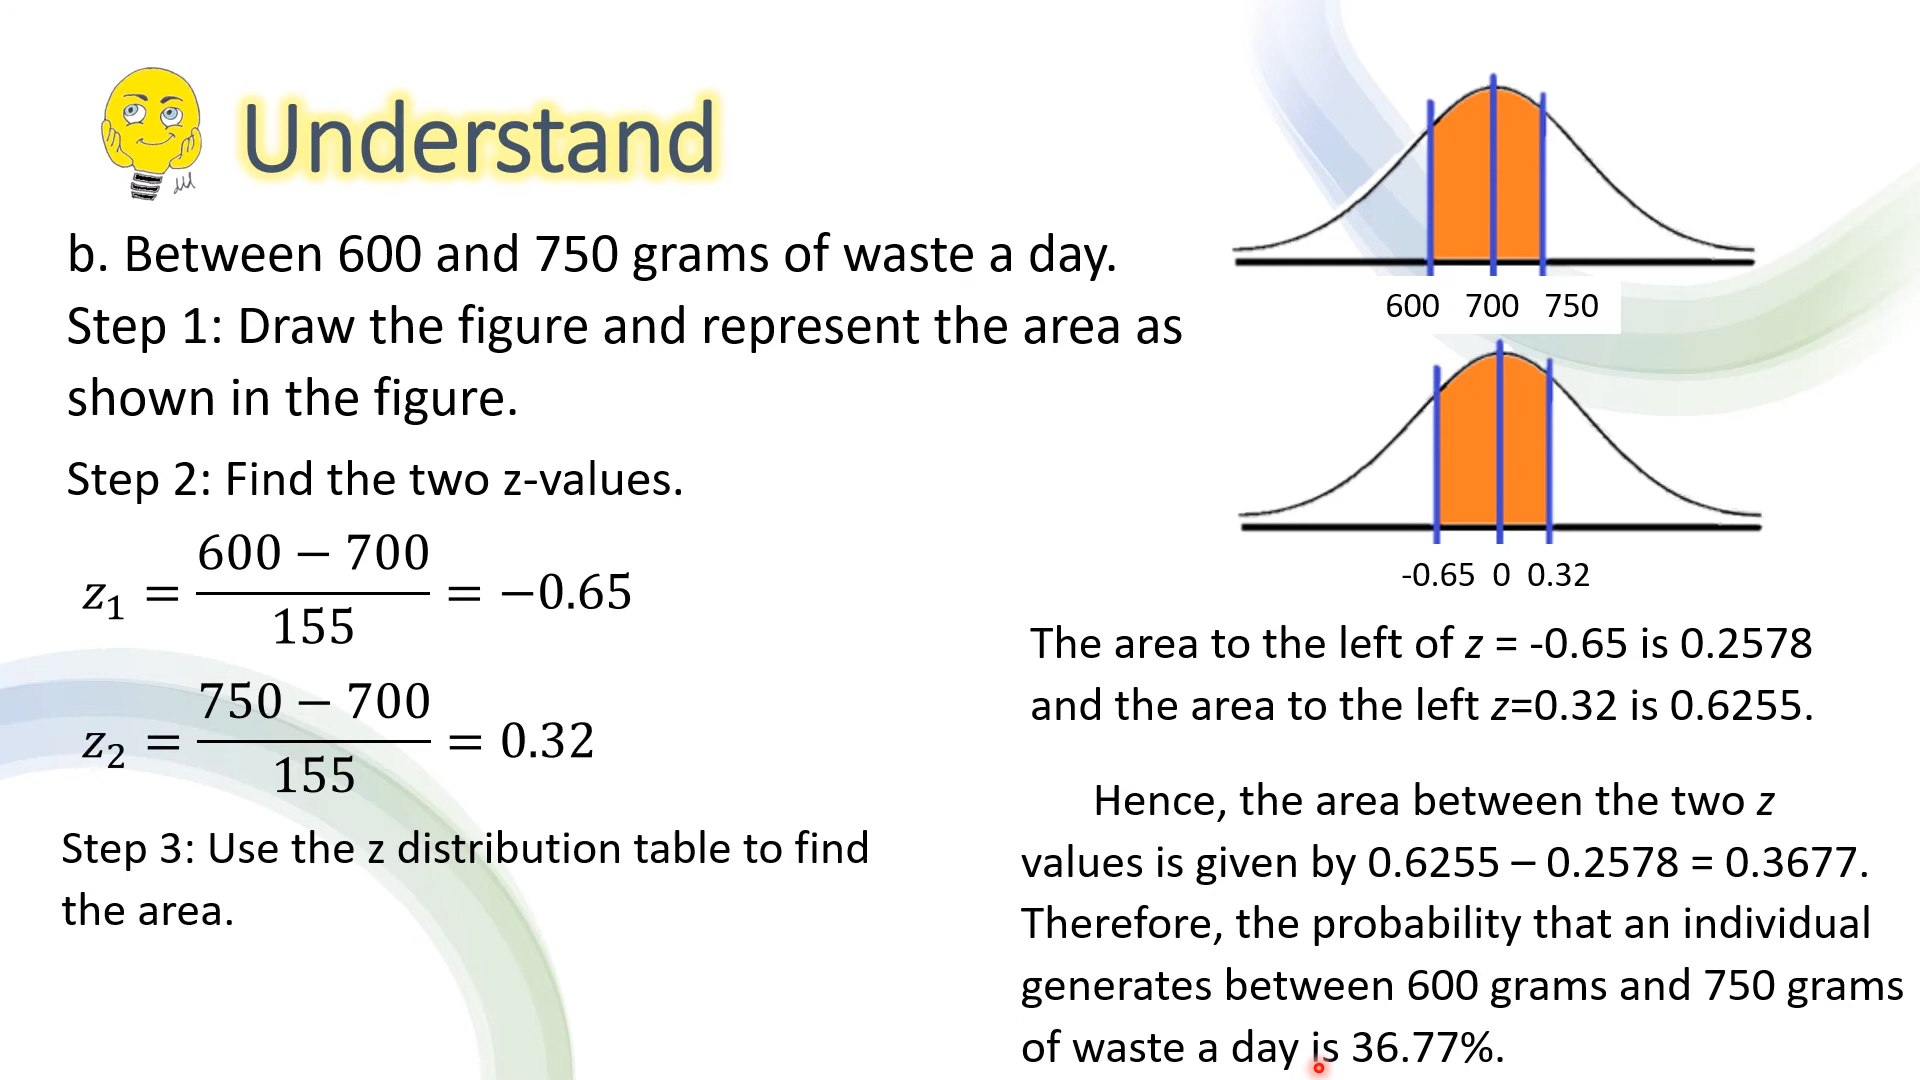 Understand
b. Between 600 and 750 grams of waste a day.
Step 1: Draw the figure and represent the area as
shown in the figure.
Step 2: Find the two z-values.
z₁ = (600 − 700)/155 = −0.65
z₂ = (750 − 700)/155 = 0.32
Step 3: Use the z distribution table to find
the area.
600 700 750
-0.65 0 0.32
The area to the left of z = -0.65 is 0.2578
and the area to the left z=0.32 is 0.6255.
Hence, the area between the two z
values is given by 0.6255 – 0.2578 = 0.3677.
Therefore, the probability that an individual
generates between 600 grams and 750 grams
of waste a day is 36.77%.